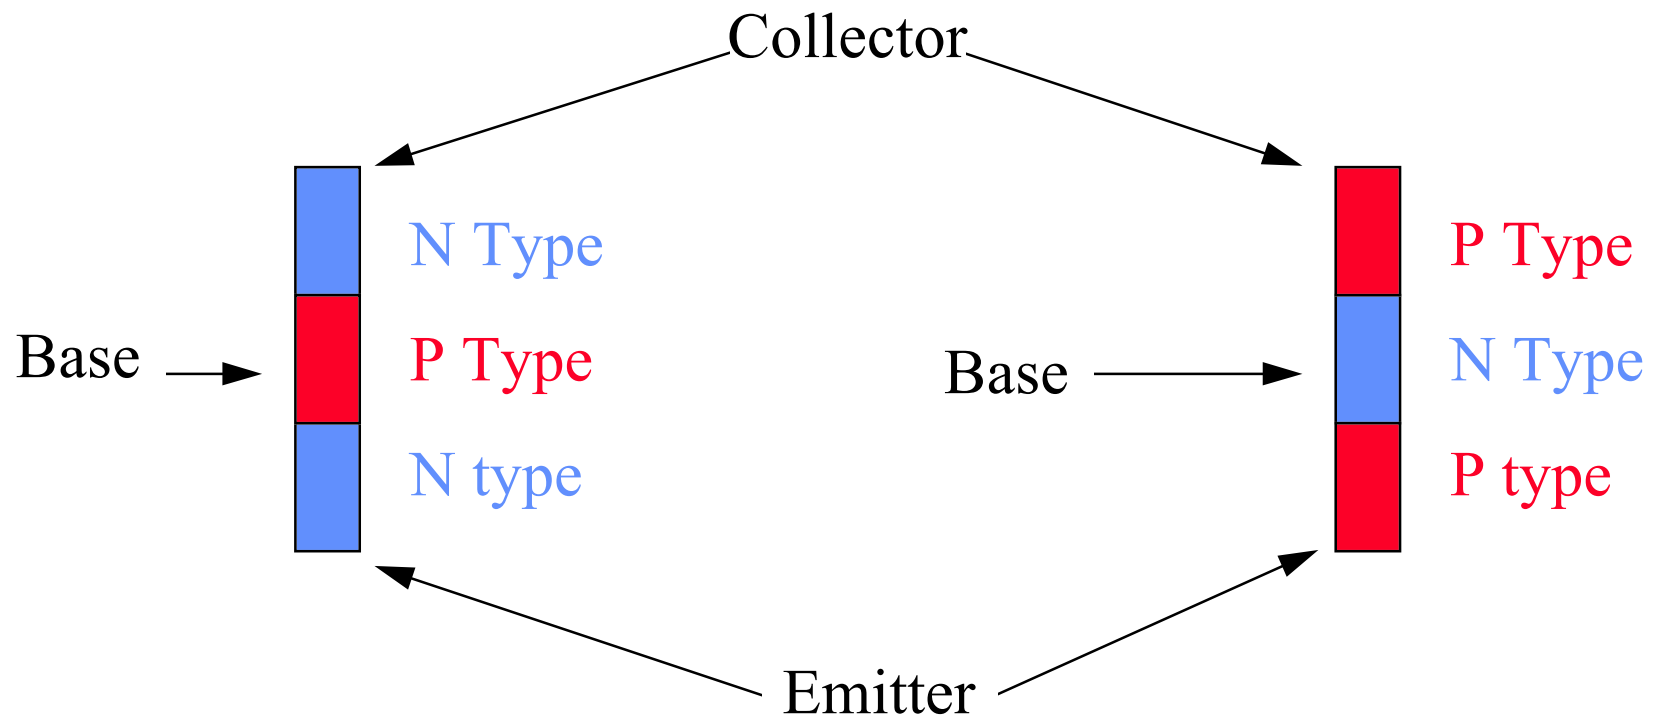 Collector
N Type
P Type
Base
P Type
N Type
Base
N type
P type
Emitter